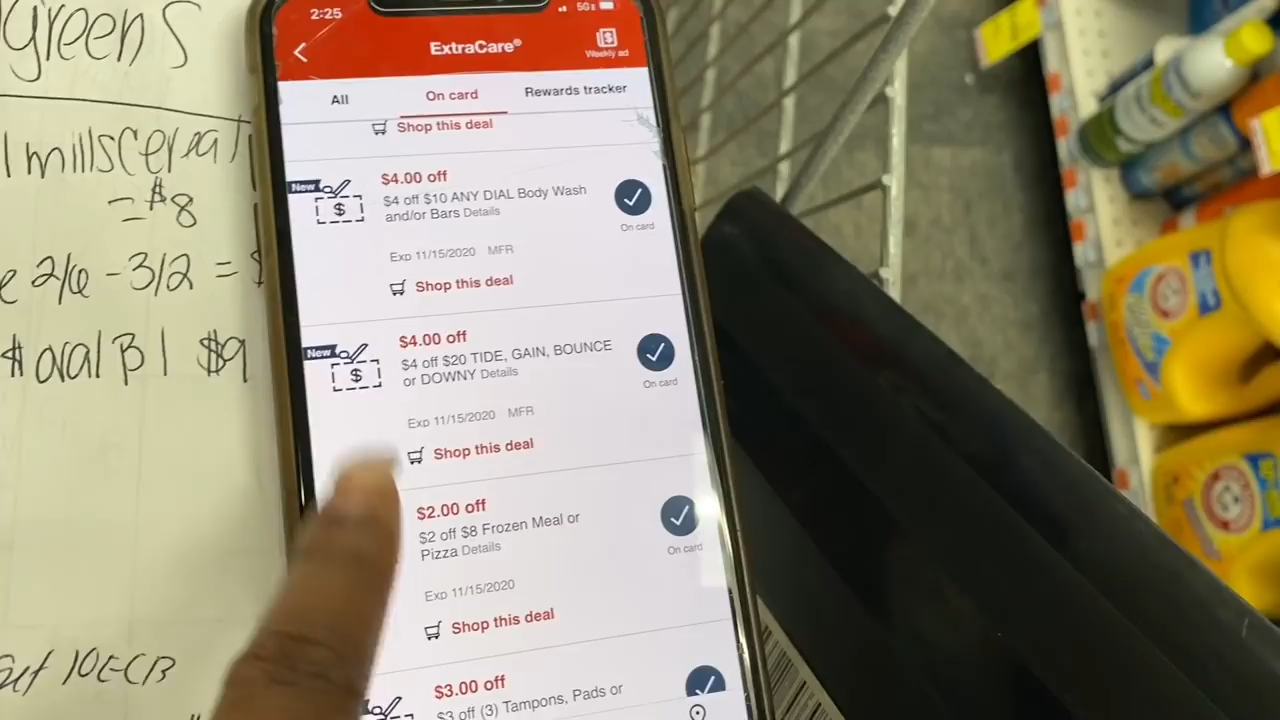 greens
2:25
5G
ExtraCare®
Weekly ad
All
On card
Rewards tracker
Shop this deal
New
$4.00 off
$4 off $10 ANY DIAL Body Wash
and/or Bars Details
On card
Exp 11/15/2020 MFR
Shop this deal
New
$4.00 off
$4 off $20 TIDE, GAIN, BOUNCE
or DOWNY Details
On card
Exp 11/15/2020 MFR
Shop this deal
$2.00 off
$2 off $8 Frozen Meal or
Pizza Details
On card
Exp 11/15/2020
Shop this deal
$3.00 off
$3 off (3) Tampons, Pads or
mills Cereal
= $8
e 2/6 - 3/2 = $
oral B | $9
10ECB
ARM & HAMMER